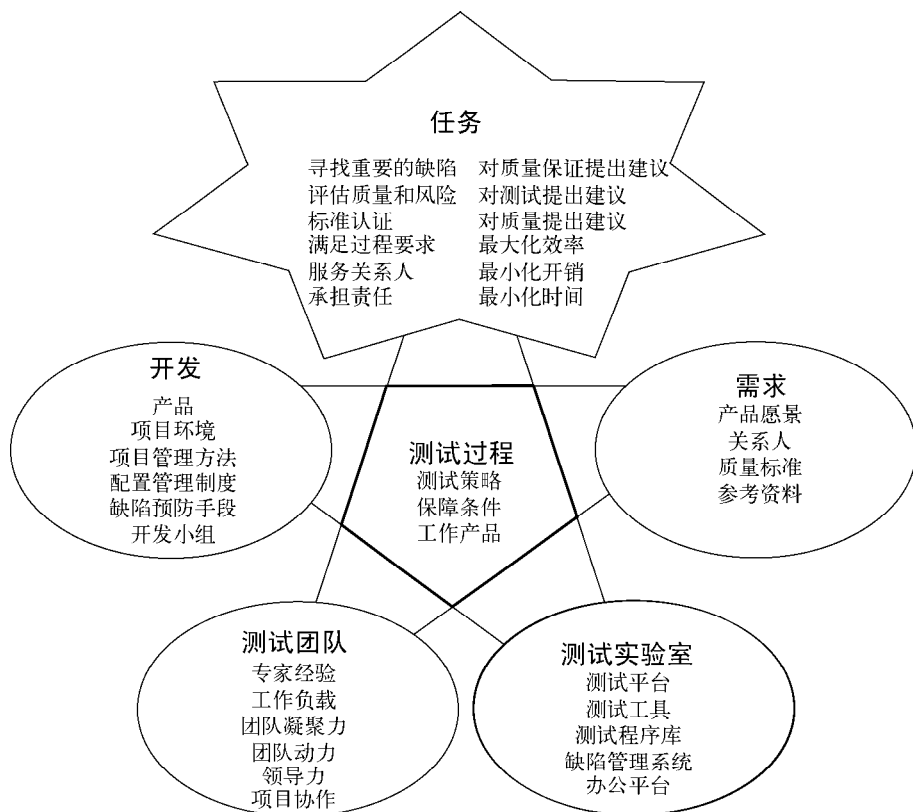 任务
寻找重要的缺陷 对质量保证提出建议
评估质量和风险 对测试提出建议
标准认证 对质量提出建议
满足过程要求 最大化效率
服务关系人 最小化开销
承担责任 最小化时间
开发
产品
项目环境
项目管理方法
配置管理制度
缺陷预防手段
开发小组
需求
产品愿景
关系人
质量标准
参考资料
测试过程
测试策略
保障条件
工作产品
测试团队
专家经验
工作负载
团队凝聚力
团队动力
领导力
项目协作
测试实验室
测试平台
测试工具
测试程序库
缺陷管理系统
办公平台